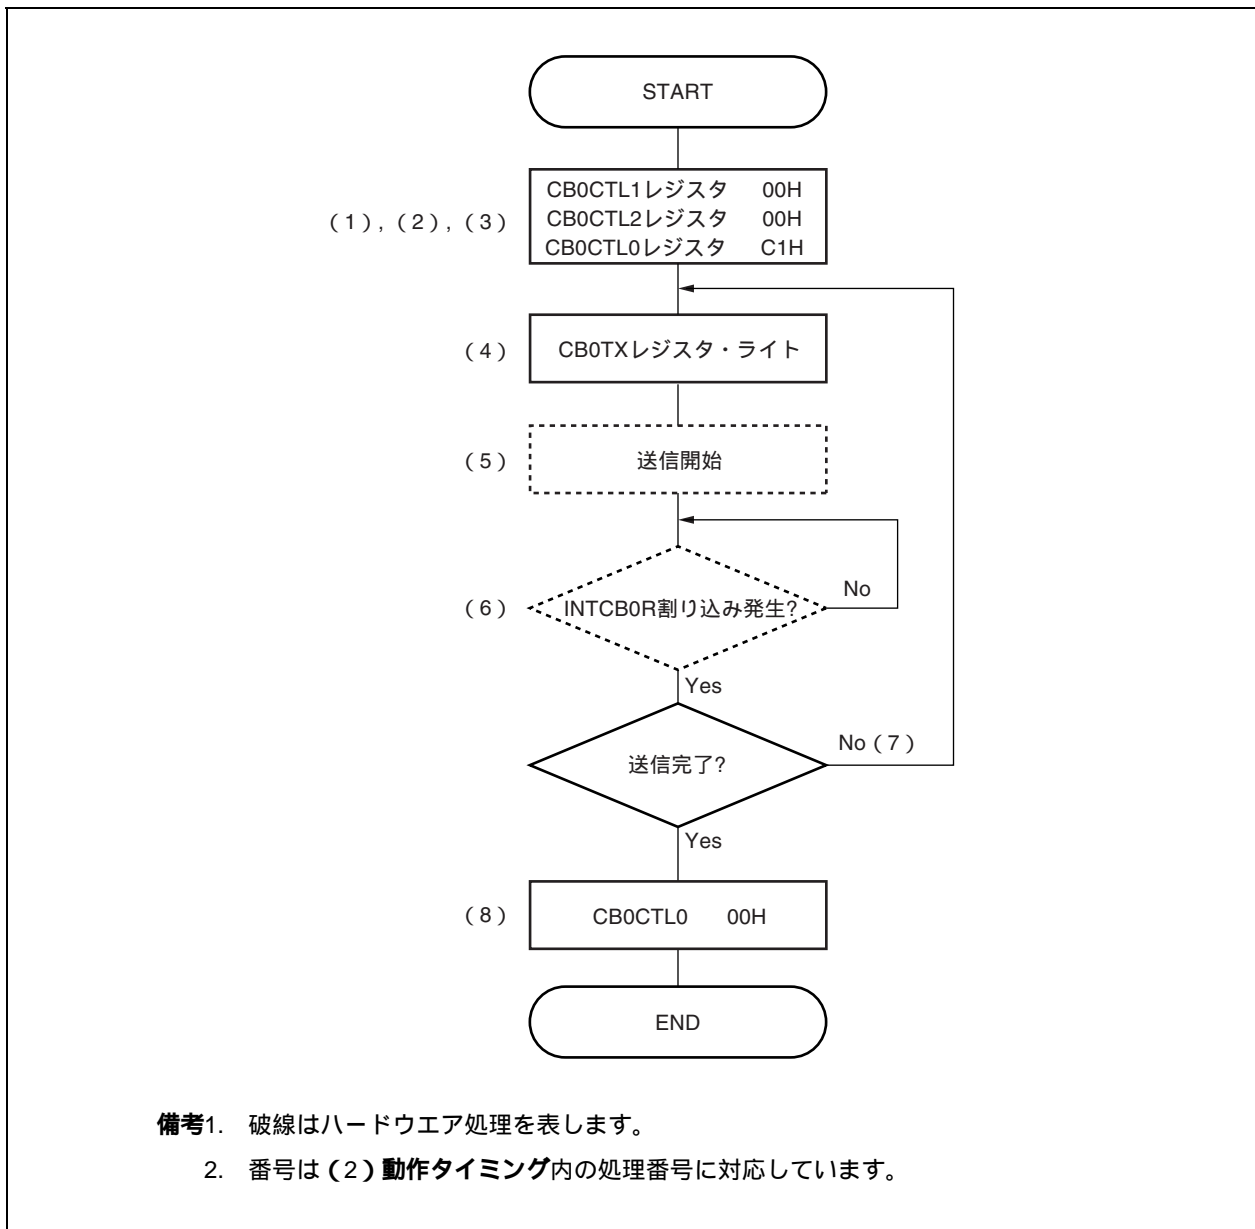 START
(1), (2), (3)
CB0CTL1レジスタ 00H
CB0CTL2レジスタ 00H
CB0CTL0レジスタ C1H
(4)
CB0TXレジスタ・ライト
(5)
送信開始
(6)
INTCB0R割り込み発生?
No
Yes
送信完了?
No(7)
Yes
(8)
CB0CTL0 00H
END
備考1. 破線はハードウエア処理を表します。
2. 番号は(2)動作タイミング内の処理番号に対応しています。